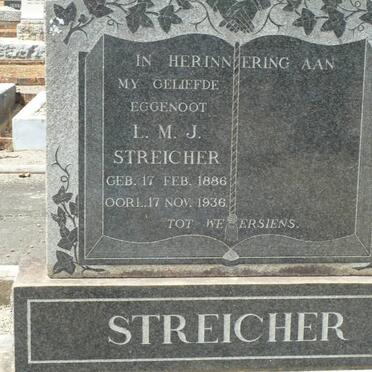 IN HERINNERING AAN
MY GELIEFDE
EGGENOOT
L. M. J.
STREICHER
GEB. 17 FEB. 1886
OORL. 17 NOV. 1936
TOT WEERSIENS.
STREICHER